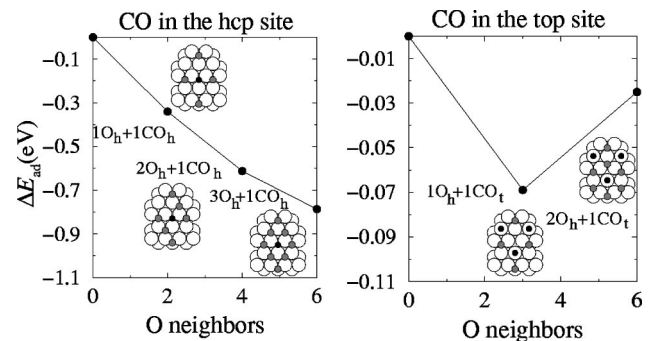 CO in the hcp site
CO in the top site
ΔE_ad(eV)
-0.1
-0.3
-0.5
-0.7
-0.9
-1.1
1O_h+1CO_h
2O_h+1CO_h
3O_h+1CO_h
0 2 4 6
O neighbors
0.01
-0.01
-0.03
-0.05
-0.07
-0.09
-0.11
1O_h+1CO_t
2O_h+1CO_t
0 2 4 6
O neighbors